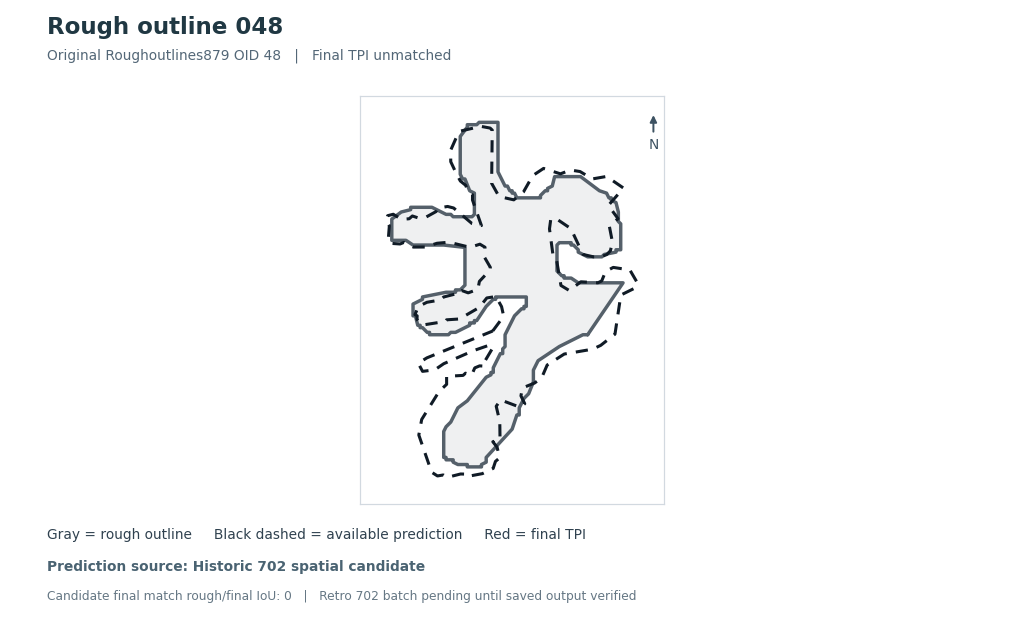 Rough outline 048
Original Roughoutlines879 OID 48   |   Final TPI unmatched
N
Gray = rough outline     Black dashed = available prediction     Red = final TPI
Prediction source: Historic 702 spatial candidate
Candidate final match rough/final IoU: 0   |   Retro 702 batch pending until saved output verified